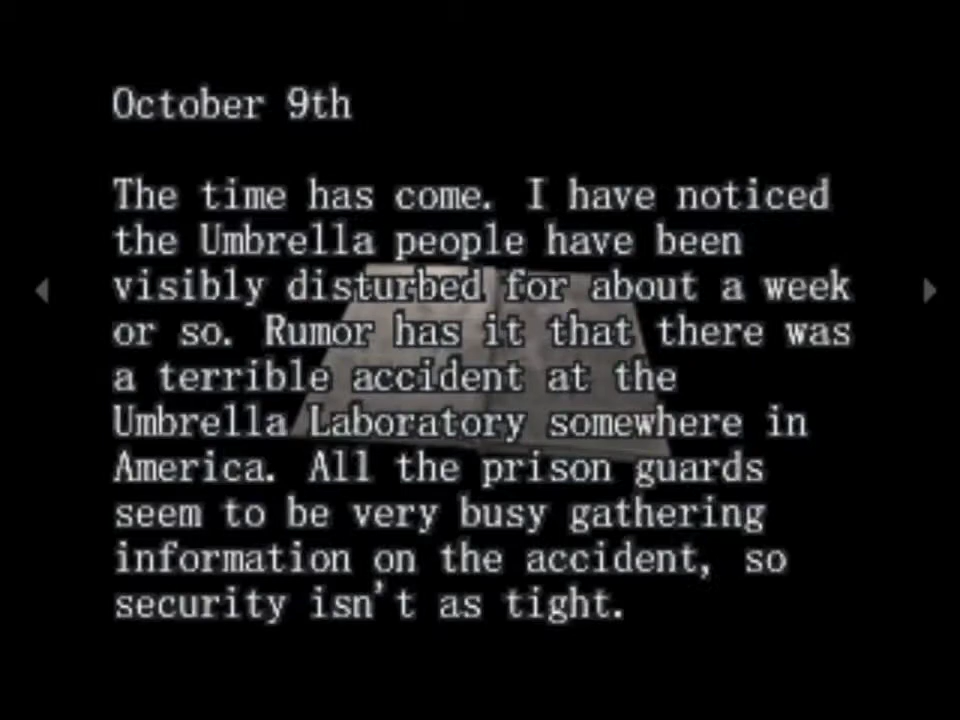 October 9th
The time has come. I have noticed
the Umbrella people have been
visibly disturbed for about a week
or so. Rumor has it that there was
a terrible accident at the
Umbrella Laboratory somewhere in
America. All the prison guards
seem to be very busy gathering
information on the accident, so
security isn't as tight.